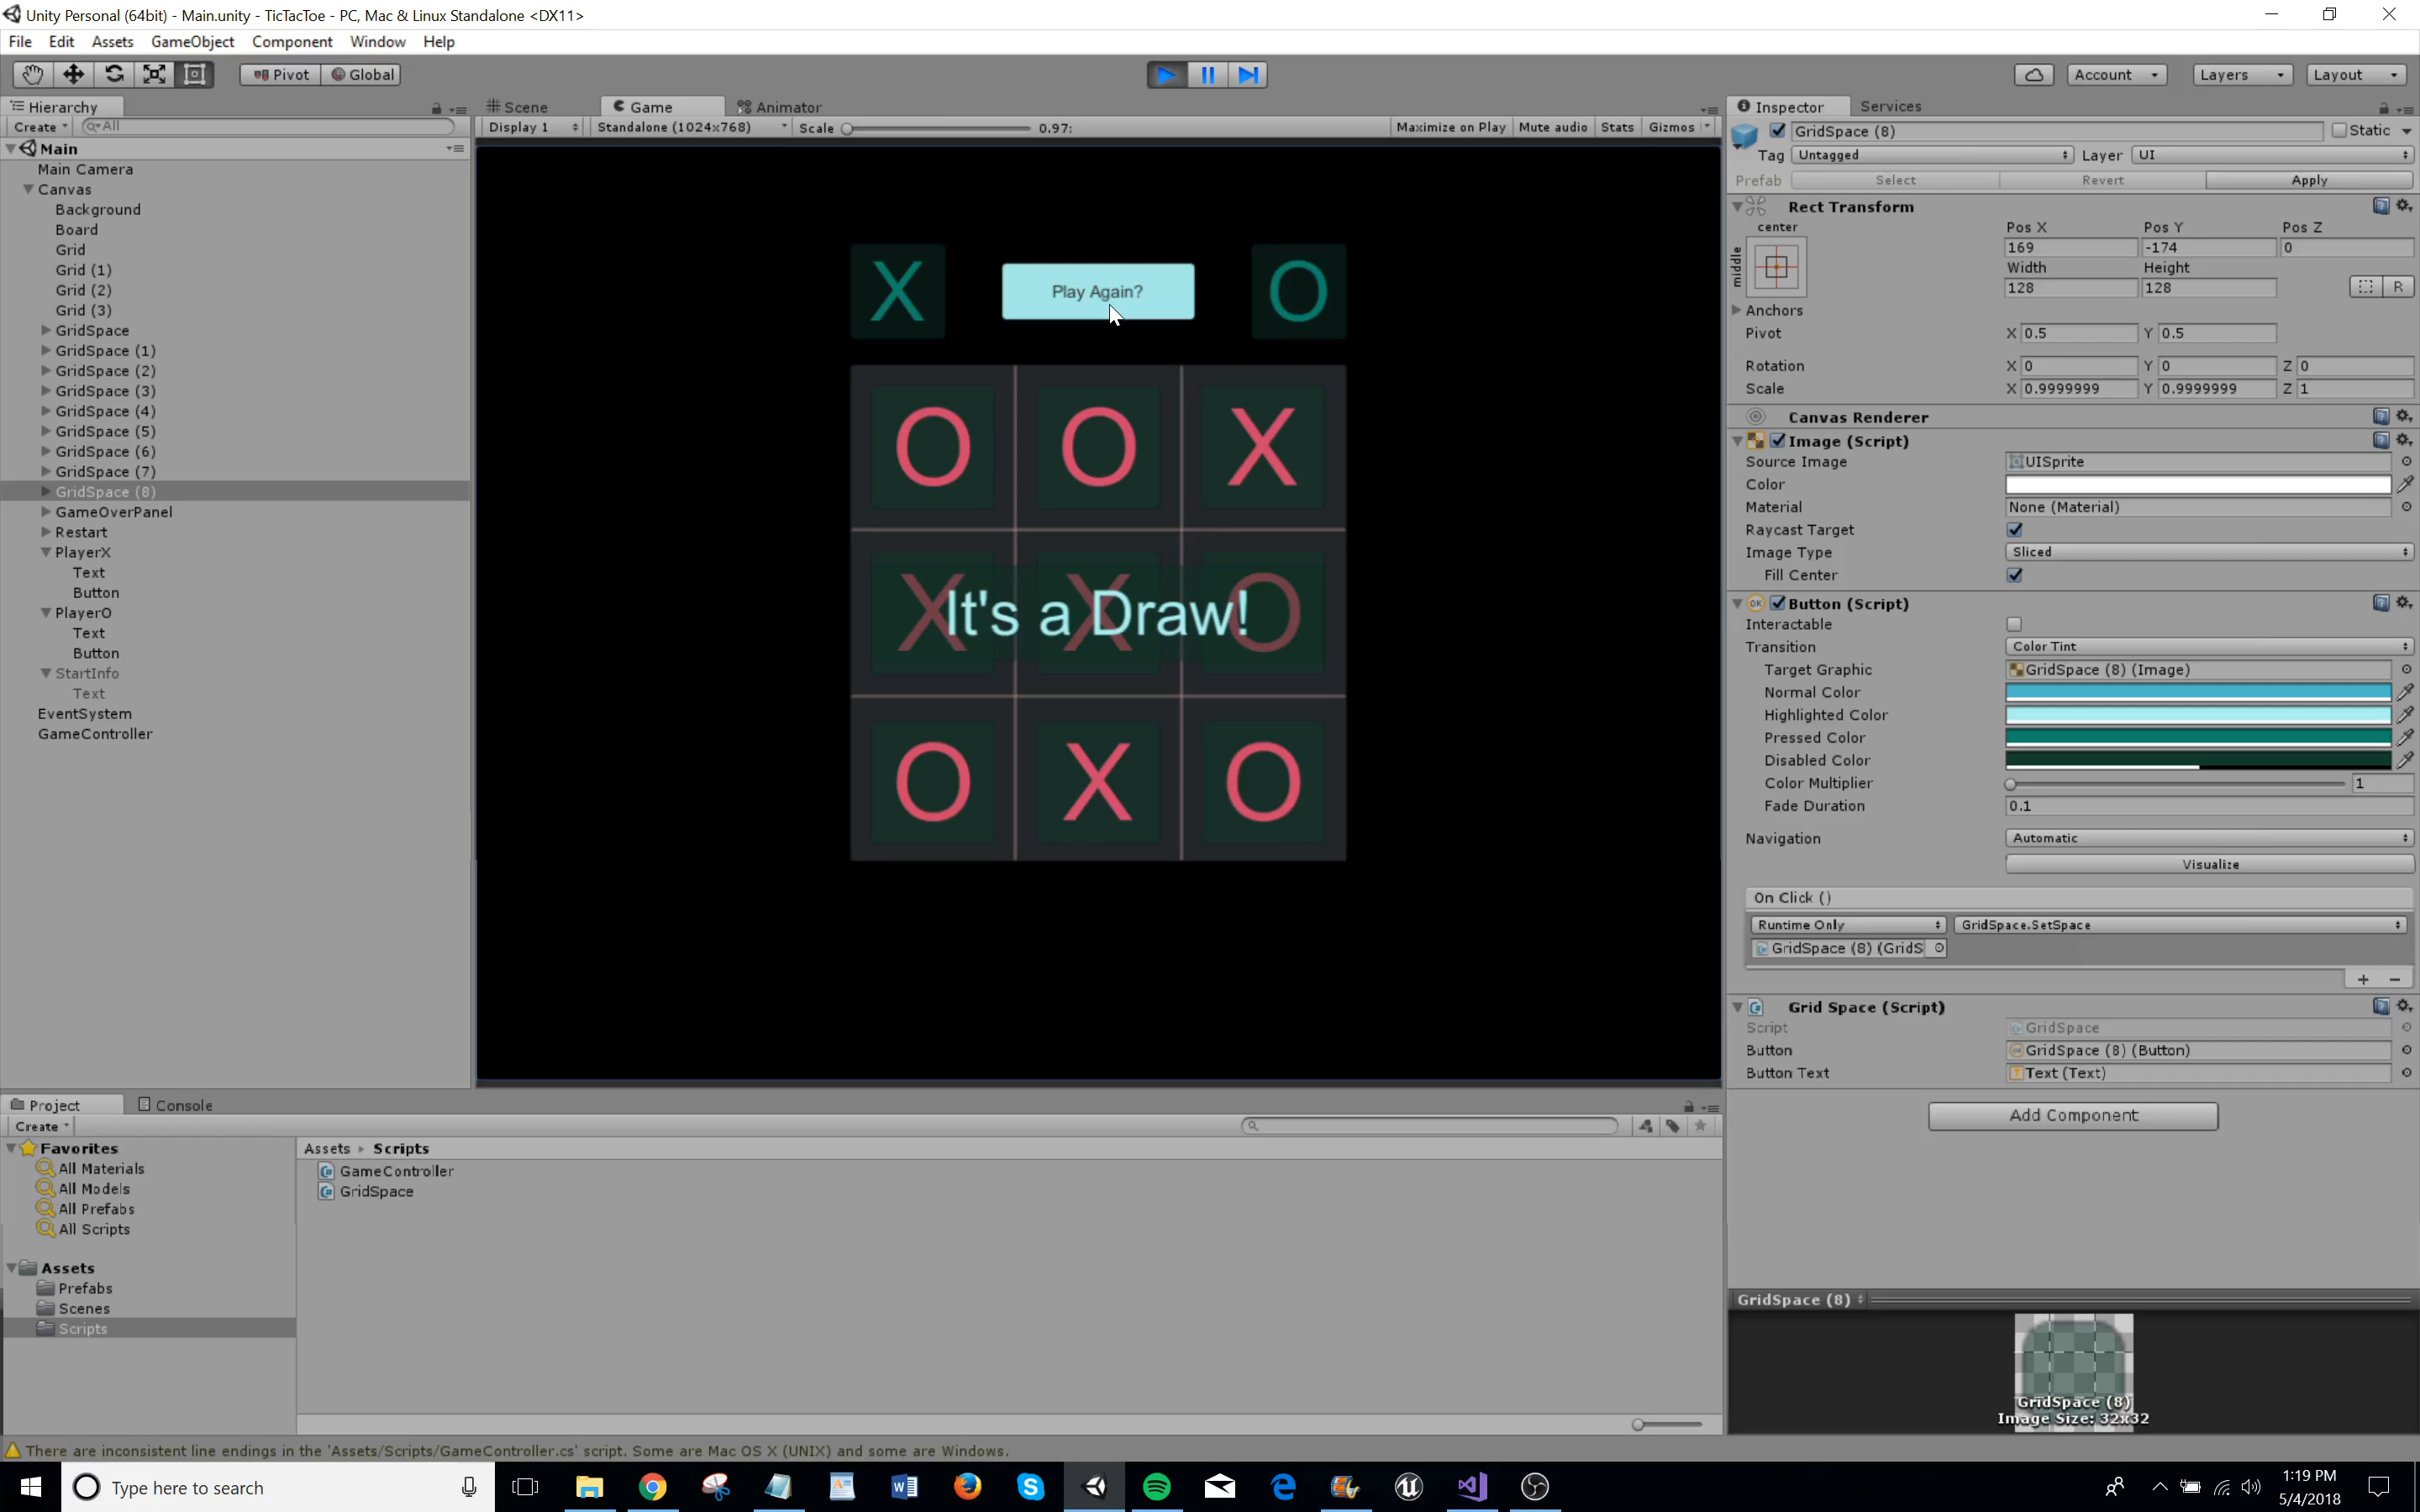 Unity Personal (64bit) - Main.unity - TicTacToe - PC, Mac & Linux Standalone <DX11>
File Edit Assets GameObject Component Window Help
Pivot Global Account Layers Layout
Hierarchy
Create All
Main
Main Camera
Canvas
Background
Board
Grid
Grid (1)
Grid (2)
Grid (3)
GridSpace
GridSpace (1)
GridSpace (2)
GridSpace (3)
GridSpace (4)
GridSpace (5)
GridSpace (6)
GridSpace (7)
GridSpace (8)
GameOverPanel
Restart
PlayerX
Text
Button
PlayerO
Text
Button
StartInfo
Text
EventSystem
GameController
Scene Game Animator
Display 1 Standalone (1024x768) Scale 0.97: Maximize on Play Mute audio Stats Gizmos
X Play Again? O
O O X
X X O
It's a Draw!
O X O
Inspector Services
GridSpace (8) Static
Tag Untagged Layer UI
Prefab Select Revert Apply
Rect Transform
center Pos X Pos Y Pos Z
middle 169 -174 0
Width Height
128 128 R
Anchors
Pivot X 0.5 Y 0.5
Rotation X 0 Y 0 Z 0
Scale X 0.9999999 Y 0.9999999 Z 1
Canvas Renderer
Image (Script)
Source Image UISprite
Color
Material None (Material)
Raycast Target
Image Type Sliced
Fill Center
OK Button (Script)
Interactable
Transition Color Tint
Target Graphic GridSpace (8) (Image)
Normal Color
Highlighted Color
Pressed Color
Disabled Color
Color Multiplier 1
Fade Duration 0.1
Navigation Automatic
Visualize
On Click ()
Runtime Only GridSpace.SetSpace
GridSpace (8) (GridS
+ −
Grid Space (Script)
Script GridSpace
Button GridSpace (8) (Button)
Button Text Text (Text)
Add Component
GridSpace (8)
GridSpace (8)
Image Size: 32x32
Project Console
Create
Favorites
All Materials
All Models
All Prefabs
All Scripts
Assets
Prefabs
Scenes
Scripts
Assets Scripts
GameController
GridSpace
There are inconsistent line endings in the 'Assets/Scripts/GameController.cs' script. Some are Mac OS X (UNIX) and some are Windows.
Type here to search
1:19 PM
5/4/2018